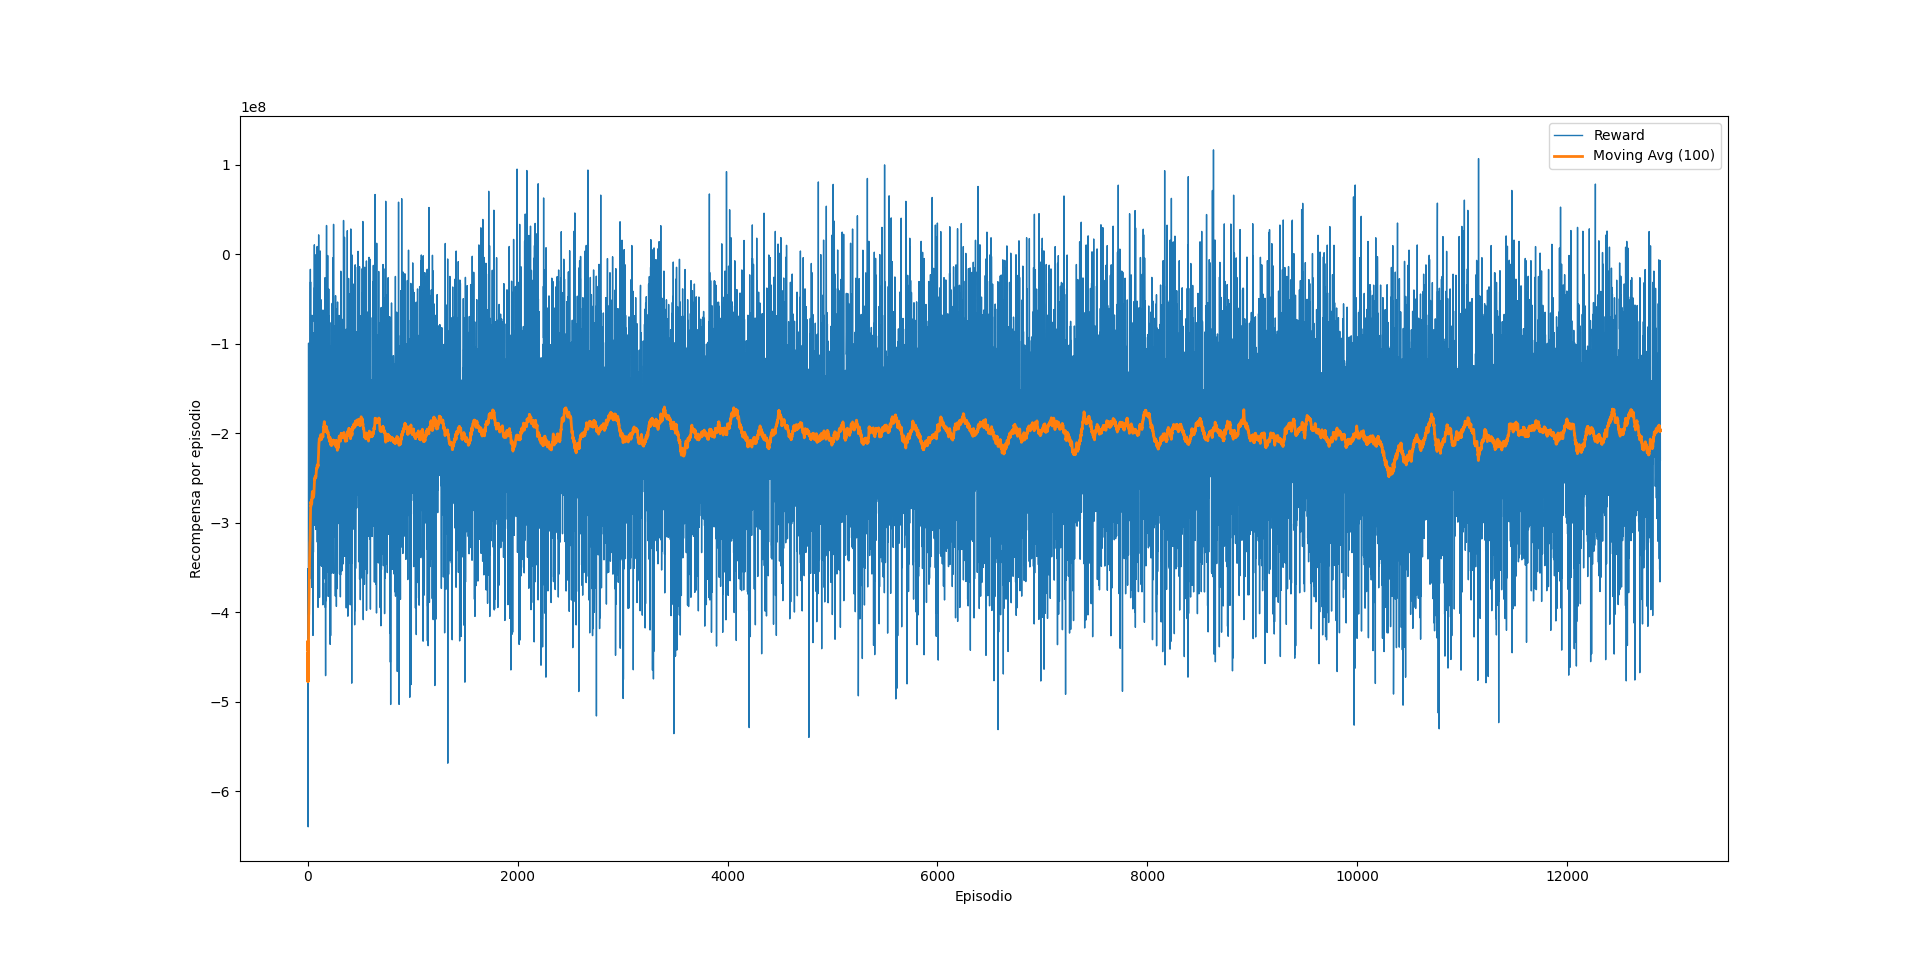 1e8
Reward
Moving Avg (100)
1
0
−1
−2
−3
−4
−5
−6
Recompensa por episodio
0 2000 4000 6000 8000 10000 12000
Episodio